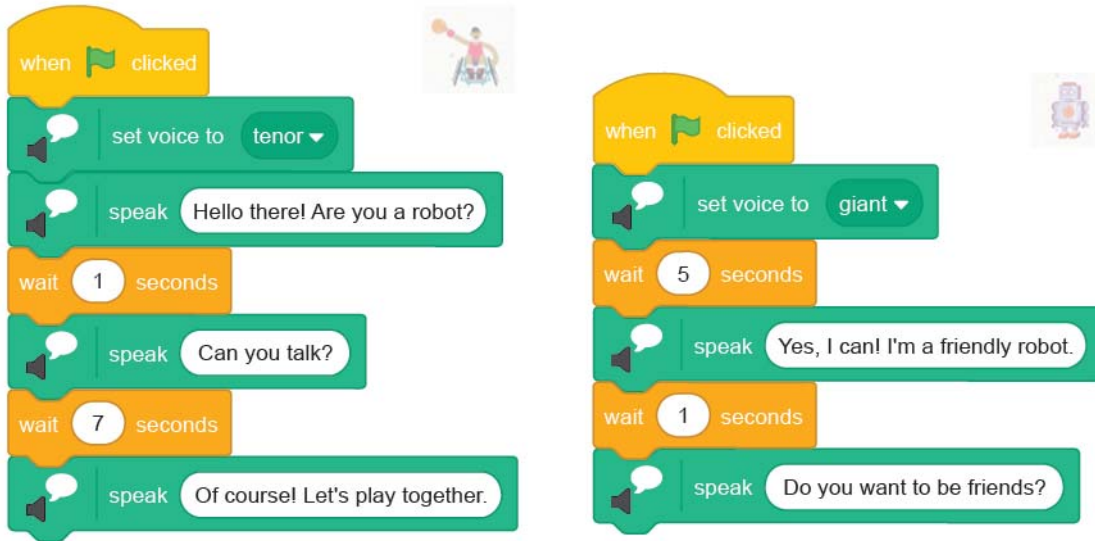 when clicked
set voice to tenor
speak Hello there! Are you a robot?
wait 1 seconds
speak Can you talk?
wait 7 seconds
speak Of course! Let's play together.
when clicked
set voice to giant
wait 5 seconds
speak Yes, I can! I'm a friendly robot.
wait 1 seconds
speak Do you want to be friends?